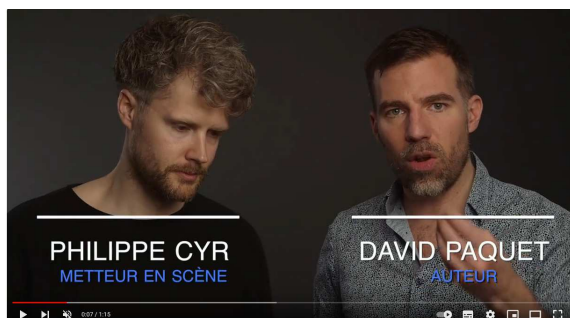 PHILIPPE CYR
METTEUR EN SCÈNE
DAVID PAQUET
AUTEUR
0:07 / 1:15